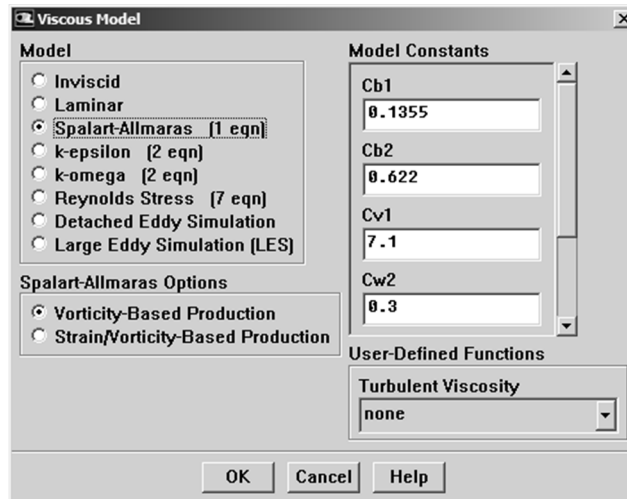 Viscous Model
Model
Inviscid
Laminar
Spalart-Allmaras (1 eqn)
k-epsilon (2 eqn)
k-omega (2 eqn)
Reynolds Stress (7 eqn)
Detached Eddy Simulation
Large Eddy Simulation (LES)
Spalart-Allmaras Options
Vorticity-Based Production
Strain/Vorticity-Based Production
Model Constants
Cb1
0.1355
Cb2
0.622
Cv1
7.1
Cw2
0.3
User-Defined Functions
Turbulent Viscosity
none
OK Cancel Help